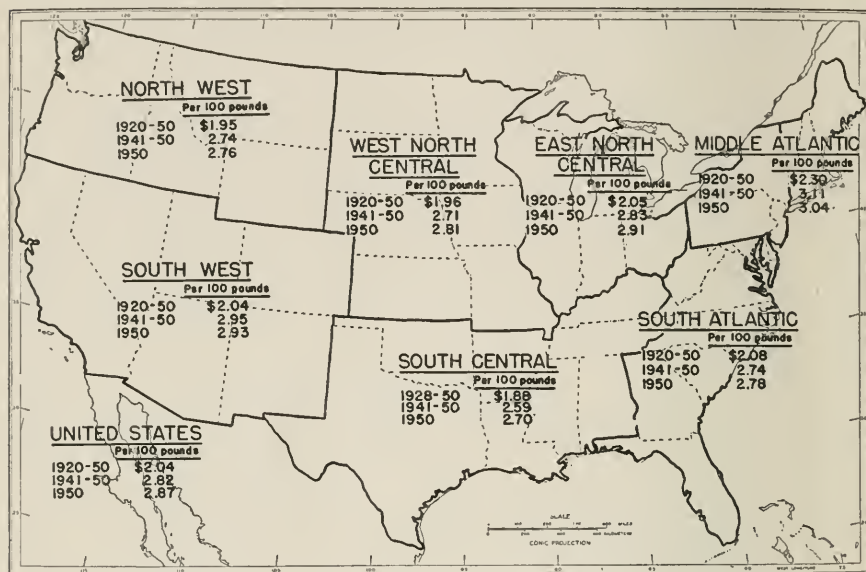 NORTH WEST
Per 100 pounds
1920-50 $1.95
1941-50 2.74
1950 2.76
WEST NORTH
CENTRAL
Per 100 pounds
1920-50 $1.96
1941-50 2.71
1950 2.81
EAST NORTH
CENTRAL
Per 100 pounds
1920-50 $2.05
1941-50 2.83
1950 2.91
MIDDLE ATLANTIC
Per 100 pounds
1920-50 $2.30
1941-50 3.11
1950 3.04
SOUTH WEST
Per 100 pounds
1920-50 $2.04
1941-50 2.95
1950 2.93
SOUTH CENTRAL
Per 100 pounds
1928-50 $1.88
1941-50 2.59
1950 2.70
SOUTH ATLANTIC
Per 100 pounds
1920-50 $2.08
1941-50 2.74
1950 2.78
UNITED STATES
Per 100 pounds
1920-50 $2.04
1941-50 2.82
1950 2.87
SCALE
CONIC PROJECTION